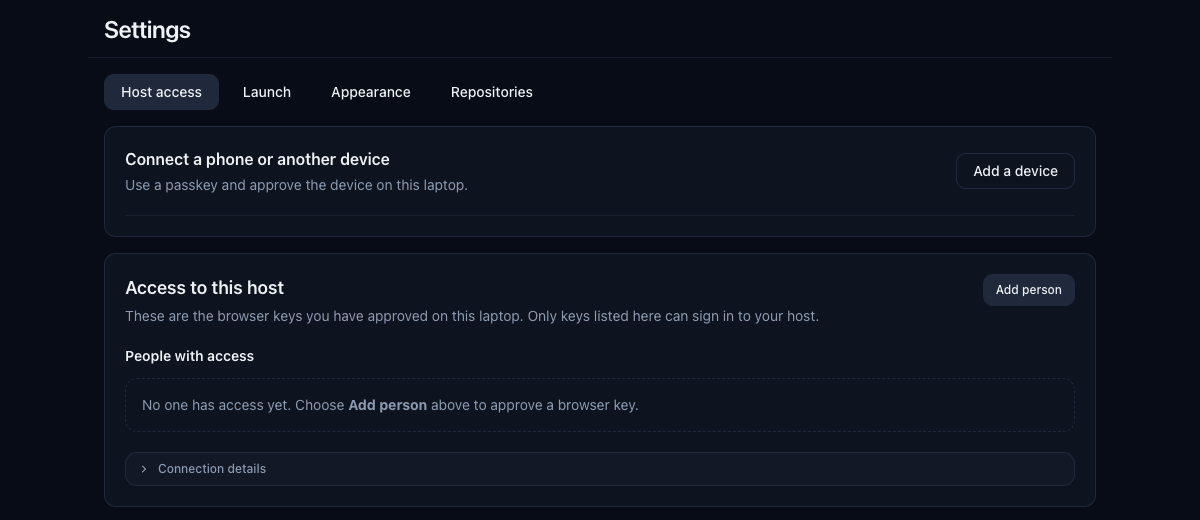 Settings
Host access
Launch
Appearance
Repositories
Connect a phone or another device
Use a passkey and approve the device on this laptop.
Add a device
Access to this host
Add person
These are the browser keys you have approved on this laptop. Only keys listed here can sign in to your host.
People with access
No one has access yet. Choose Add person above to approve a browser key.
Connection details